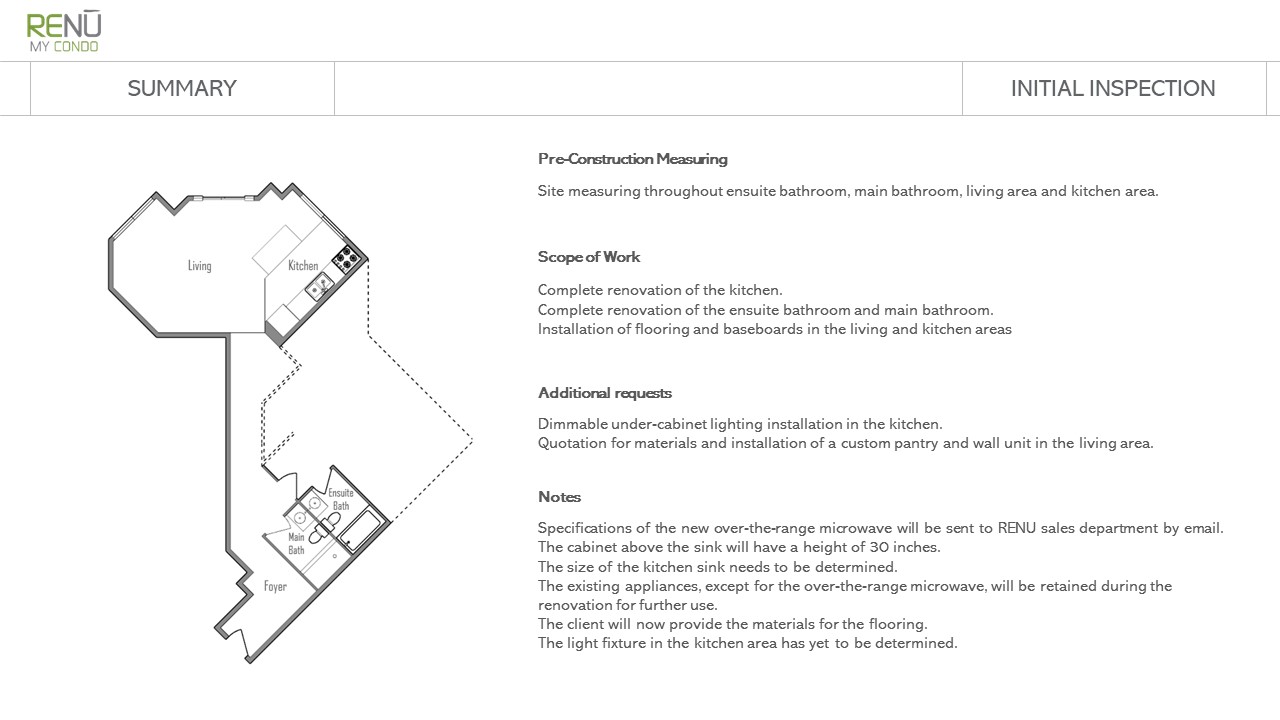 RENŪ
MY CONDO
SUMMARY
INITIAL INSPECTION
Living
Kitchen
Ensuite
Bath
Main
Bath
Foyer
Pre-Construction Measuring
Site measuring throughout ensuite bathroom, main bathroom, living area and kitchen area.
Scope of Work
Complete renovation of the kitchen.
Complete renovation of the ensuite bathroom and main bathroom.
Installation of flooring and baseboards in the living and kitchen areas
Additional requests
Dimmable under-cabinet lighting installation in the kitchen.
Quotation for materials and installation of a custom pantry and wall unit in the living area.
Notes
Specifications of the new over-the-range microwave will be sent to RENU sales department by email.
The cabinet above the sink will have a height of 30 inches.
The size of the kitchen sink needs to be determined.
The existing appliances, except for the over-the-range microwave, will be retained during the
renovation for further use.
The client will now provide the materials for the flooring.
The light fixture in the kitchen area has yet to be determined.